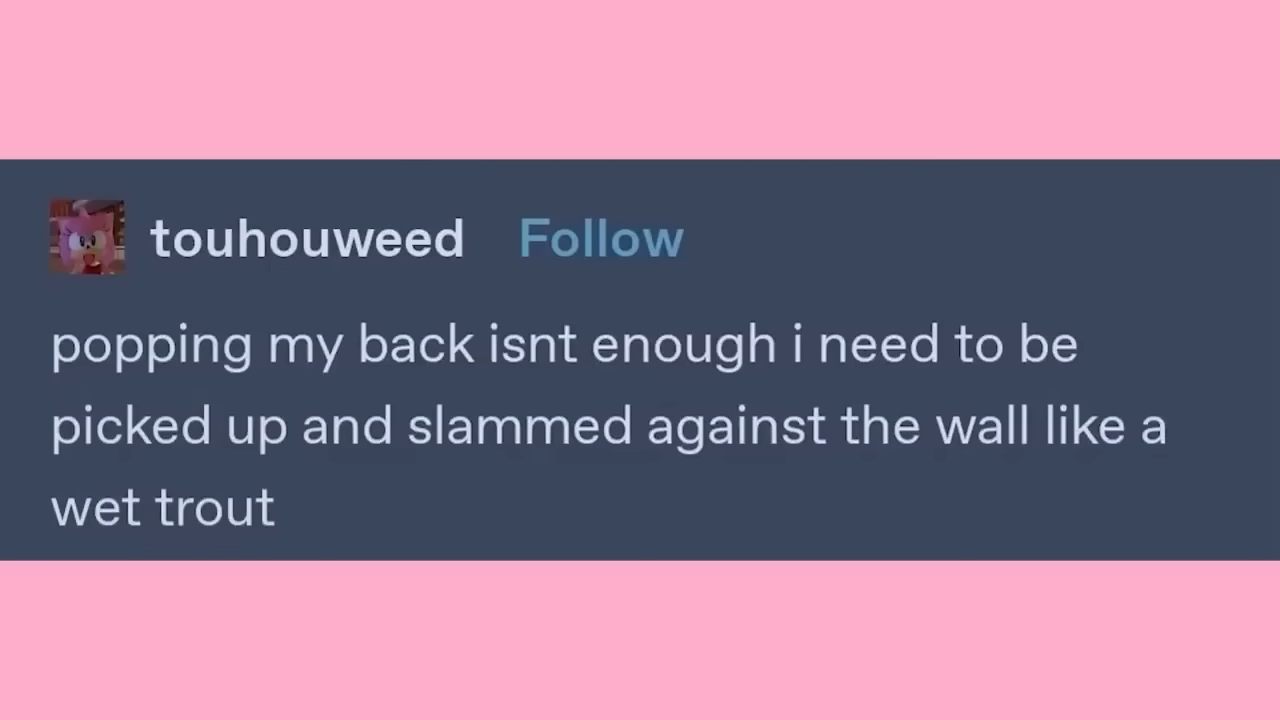 touhouweed Follow
popping my back isnt enough i need to be
picked up and slammed against the wall like a
wet trout